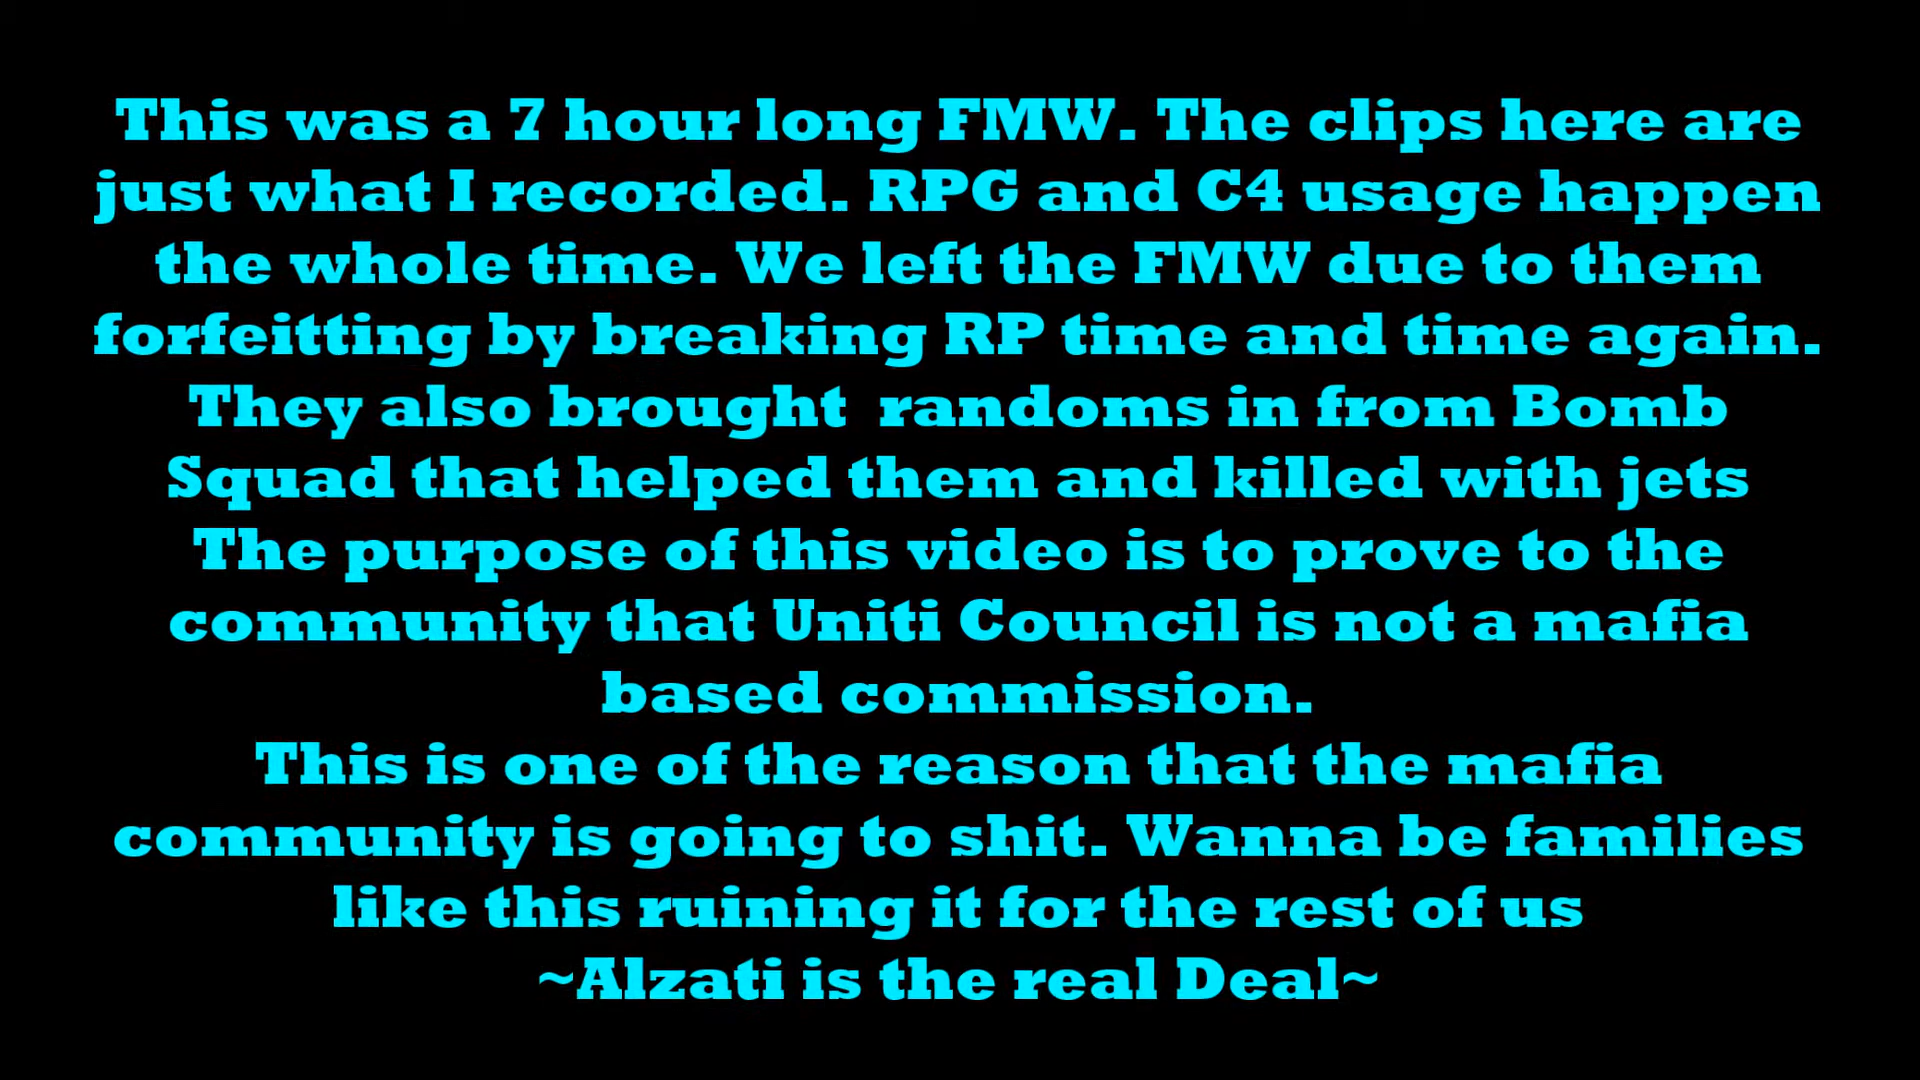 This was a 7 hour long FMW. The clips here are
just what I recorded. RPG and C4 usage happen
the whole time. We left the FMW due to them
forfeitting by breaking RP time and time again.
They also brought  randoms in from Bomb
Squad that helped them and killed with jets
The purpose of this video is to prove to the
community that Uniti Council is not a mafia
based commission.
This is one of the reason that the mafia
community is going to shit. Wanna be families
like this ruining it for the rest of us
~Alzati is the real Deal~